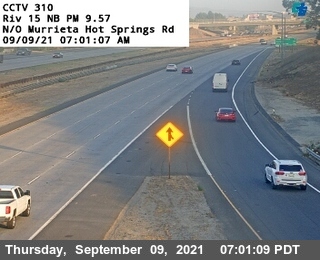 CCTV 310
Riv 15 NB PM 9.57
N/O Murrieta Hot Springs Rd
09/09/21 07:01:07 AM
Thursday, September 09, 2021 07:01:09 PDT